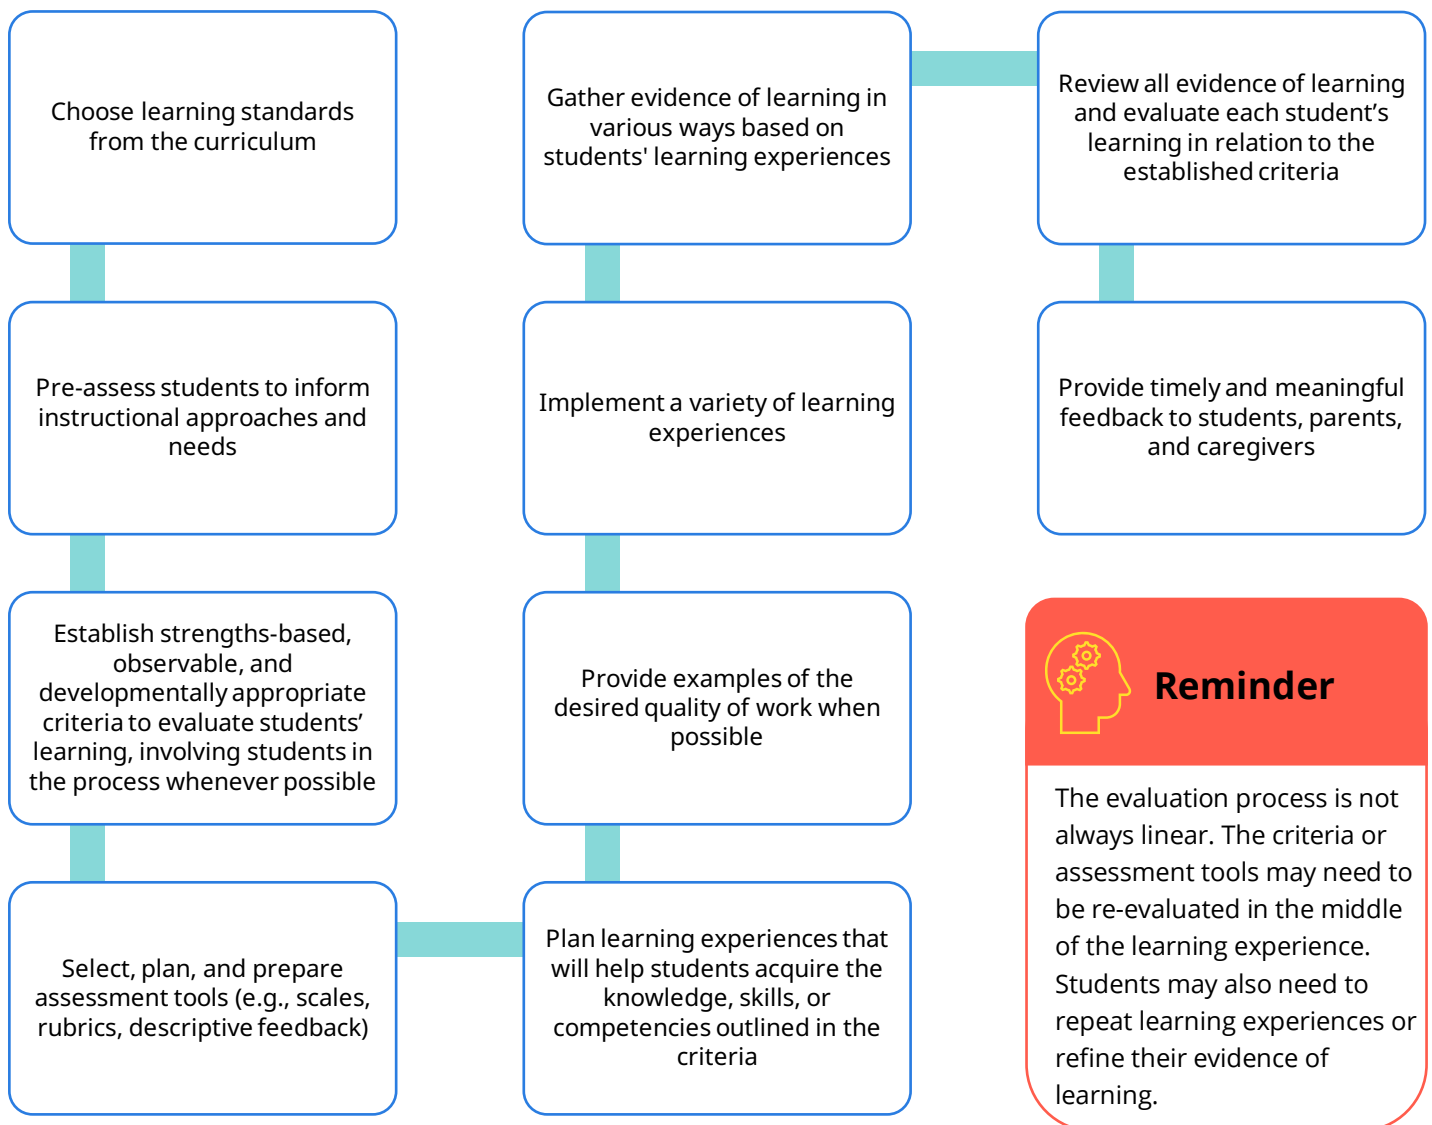 Choose learning standards
from the curriculum
Pre-assess students to inform
instructional approaches and
needs
Establish strengths-based,
observable, and
developmentally appropriate
criteria to evaluate students’
learning, involving students in
the process whenever possible
Select, plan, and prepare
assessment tools (e.g., scales,
rubrics, descriptive feedback)
Plan learning experiences that
will help students acquire the
knowledge, skills, or
competencies outlined in the
criteria
Provide examples of the
desired quality of work when
possible
Implement a variety of learning
experiences
Gather evidence of learning in
various ways based on
students' learning experiences
Review all evidence of learning
and evaluate each student’s
learning in relation to the
established criteria
Provide timely and meaningful
feedback to students, parents,
and caregivers
Reminder
The evaluation process is not
always linear. The criteria or
assessment tools may need to
be re-evaluated in the middle
of the learning experience.
Students may also need to
repeat learning experiences or
refine their evidence of
learning.